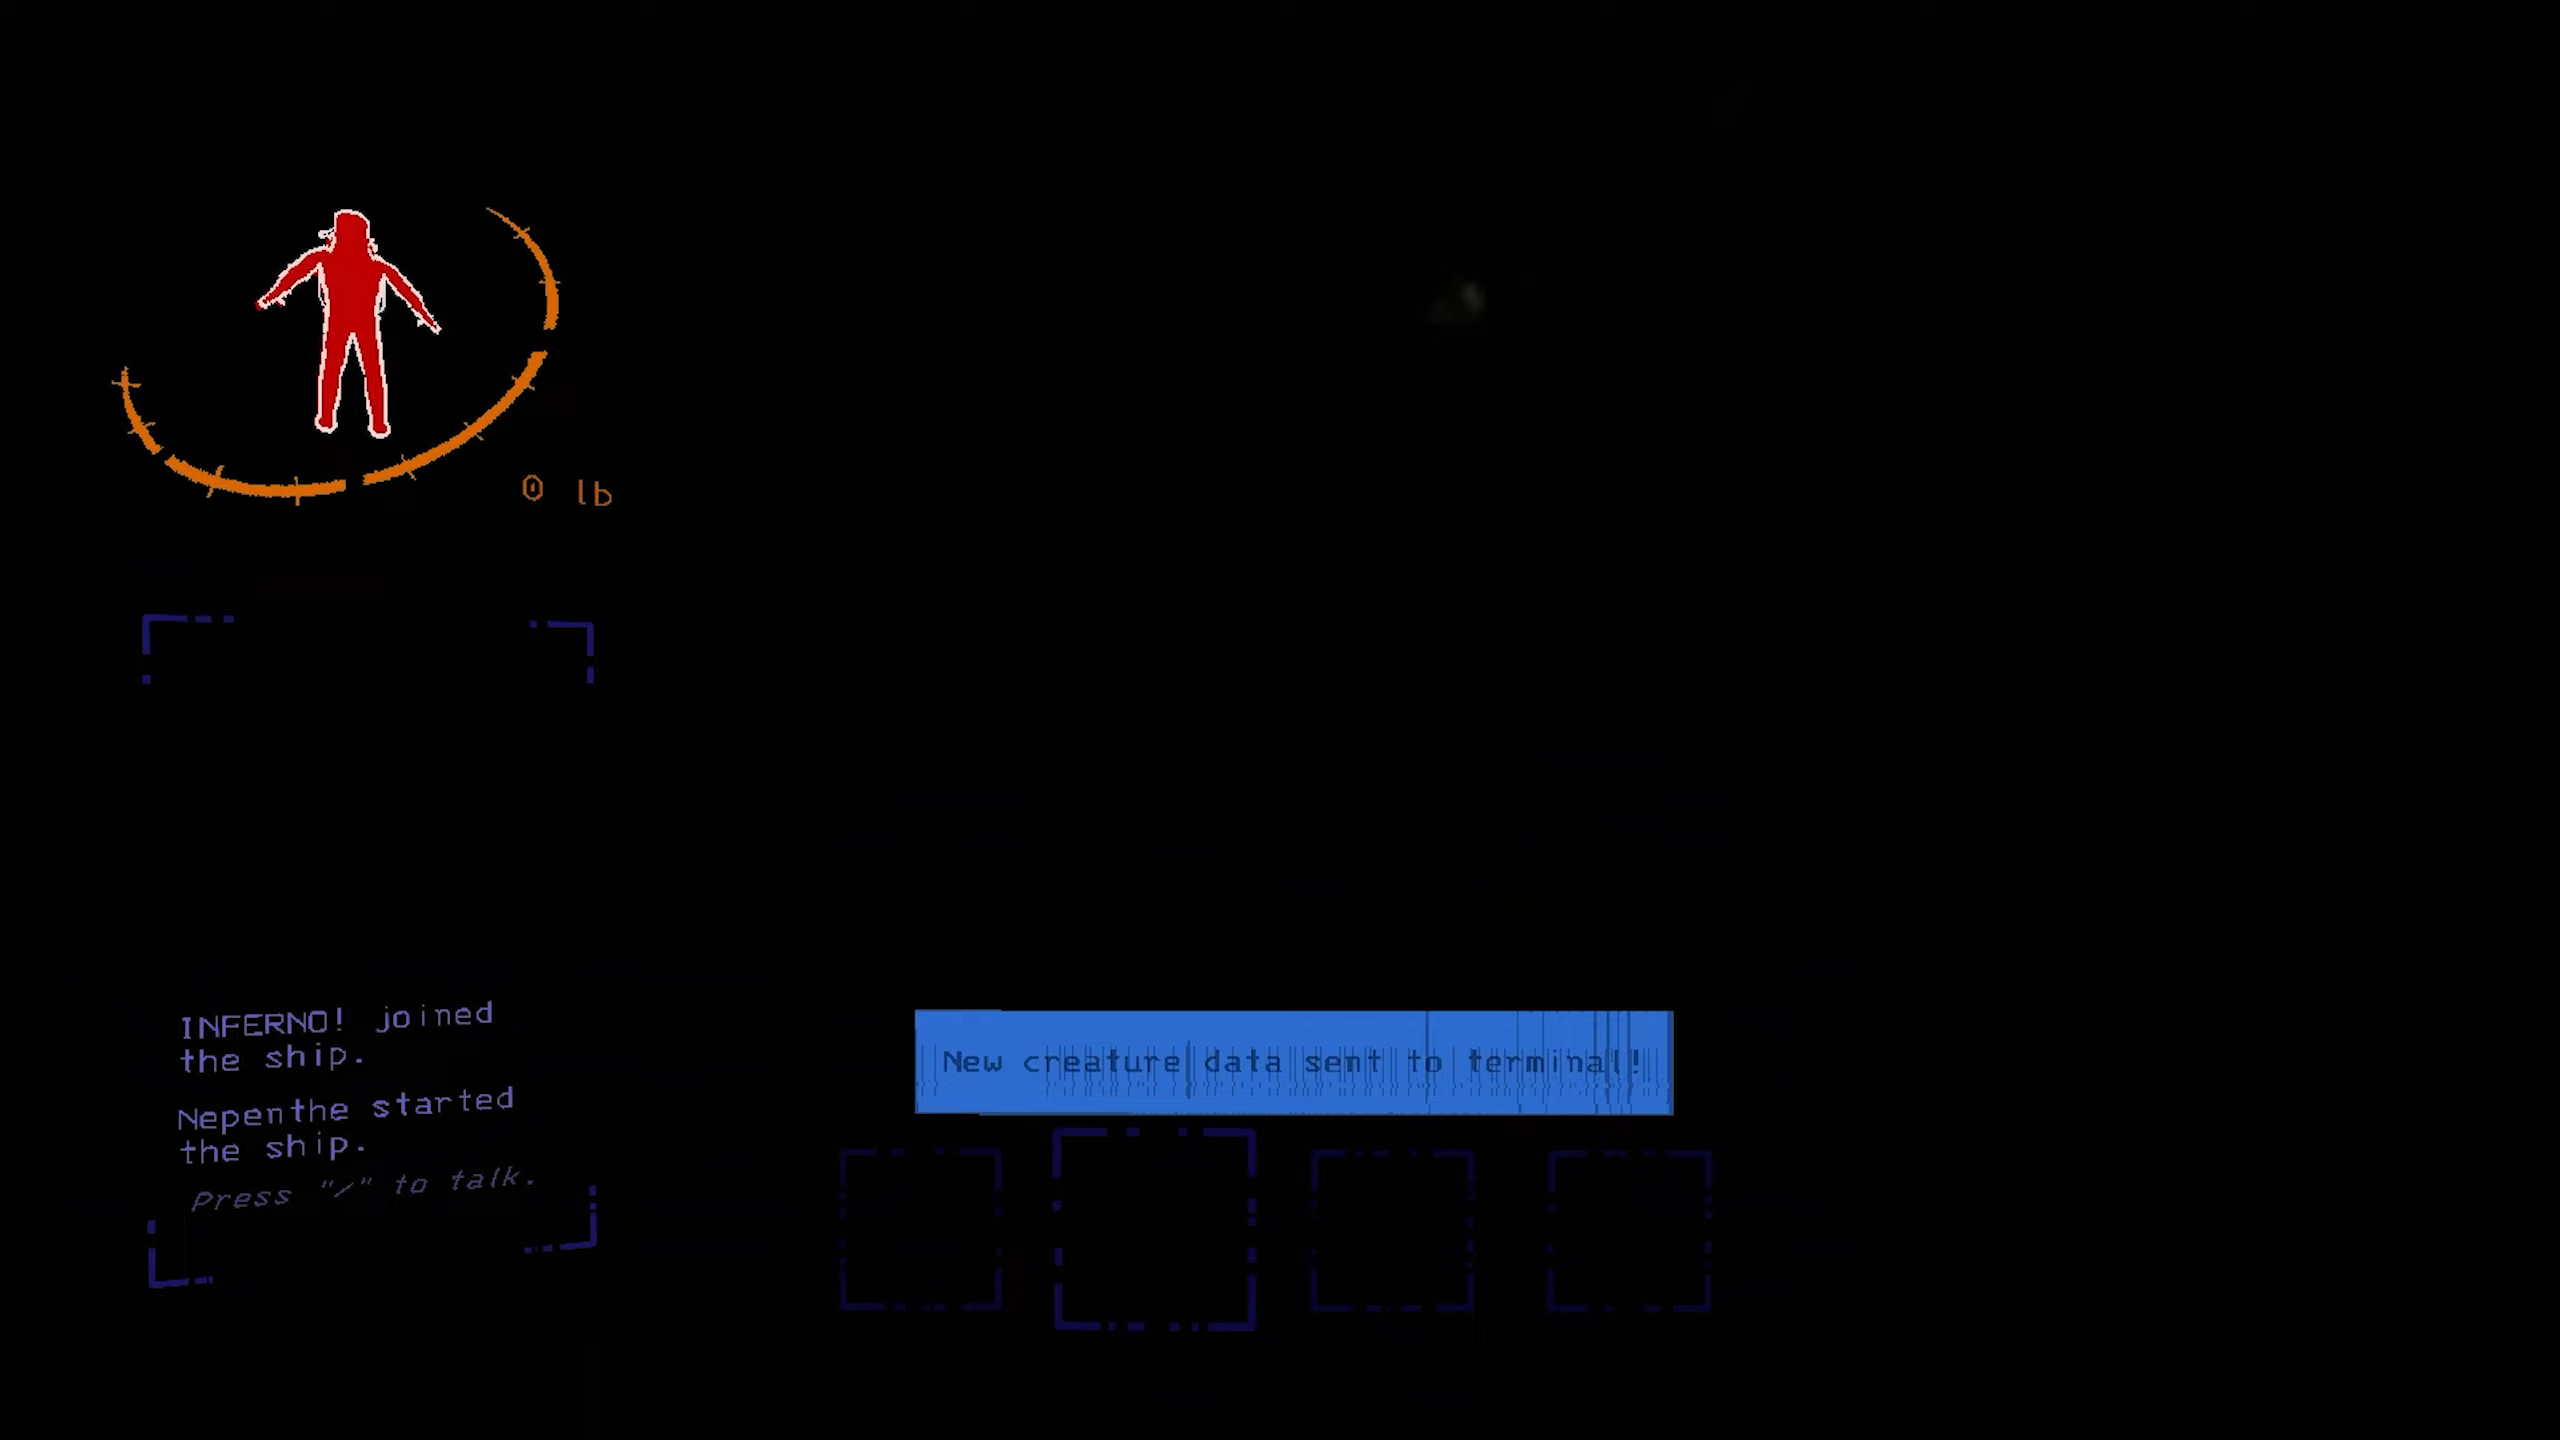 0 lb
INFERNO! joined
the ship.
Nepenthe started
the ship.
Press "/" to talk.
New creature data sent to terminal!